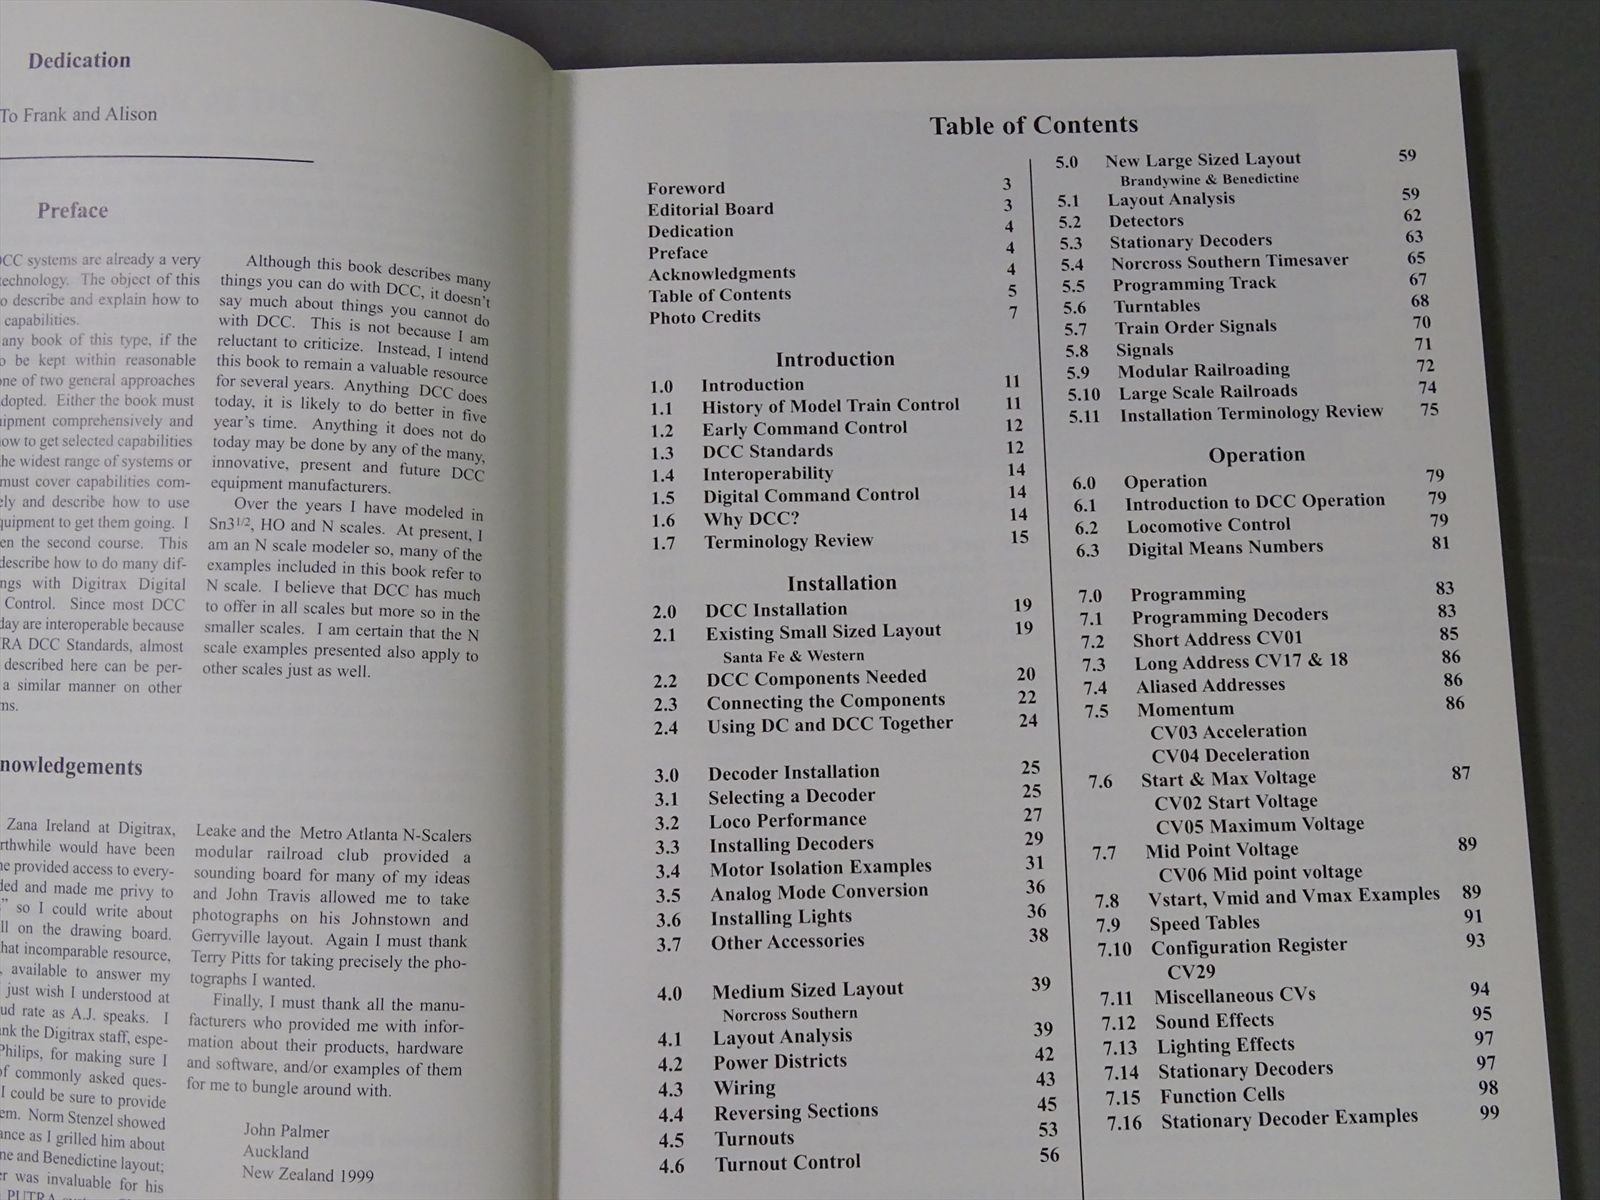 Dedication
To Frank and Alison
Preface
DCC systems are already a very
technology. The object of this
to describe and explain how to
capabilities.
any book of this type, if the
to be kept within reasonable
one of two general approaches
adopted. Either the book must
equipment comprehensively and
how to get selected capabilities
the widest range of systems or
must cover capabilities com-
and describe how to use
equipment to get them going. I
the second course. This
describe how to do many dif-
with Digitrax Digital
Control. Since most DCC
are interoperable because
DCC Standards, almost
described here can be per-
a similar manner on other
Although this book describes many
things you can do with DCC, it doesn't
say much about things you cannot do
with DCC. This is not because I am
reluctant to criticize. Instead, I intend
this book to remain a valuable resource
for several years. Anything DCC does
today, it is likely to do better in five
year's time. Anything it does not do
today may be done by any of the many,
innovative, present and future DCC
equipment manufacturers.
Over the years I have modeled in
Sn3 1/2, HO and N scales. At present, I
am an N scale modeler so, many of the
examples included in this book refer to
N scale. I believe that DCC has much
to offer in all scales but more so in the
smaller scales. I am certain that the N
scale examples presented also apply to
other scales just as well.
nowledgements
Zana Ireland at Digitrax,
would have been
provided access to every-
and made me privy to
so I could write about
on the drawing board.
that incomparable resource,
available to answer my
just wish I understood at
rate as A.J. speaks. I
the Digitrax staff, espe-
Philips, for making sure I
of commonly asked ques-
I could be sure to provide
Norm Stenzel showed
as I grilled him about
and Benedictine layout;
was invaluable for his
Leake and the Metro Atlanta N-Scalers
modular railroad club provided a
sounding board for many of my ideas
and John Travis allowed me to take
photographs on his Johnstown and
Gerryville layout. Again I must thank
Terry Pitts for taking precisely the pho-
tographs I wanted.
Finally, I must thank all the manu-
facturers who provided me with infor-
mation about their products, hardware
and software, and/or examples of them
for me to bungle around with.
John Palmer
Auckland
New Zealand 1999
Table of Contents
Foreword 3
Editorial Board 3
Dedication 4
Preface 4
Acknowledgments 4
Table of Contents 5
Photo Credits 7
Introduction
1.0 Introduction 11
1.1 History of Model Train Control 11
1.2 Early Command Control 12
1.3 DCC Standards 12
1.4 Interoperability 14
1.5 Digital Command Control 14
1.6 Why DCC? 14
1.7 Terminology Review 15
Installation
2.0 DCC Installation 19
2.1 Existing Small Sized Layout 19
Santa Fe & Western
2.2 DCC Components Needed 20
2.3 Connecting the Components 22
2.4 Using DC and DCC Together 24
3.0 Decoder Installation 25
3.1 Selecting a Decoder 25
3.2 Loco Performance 27
3.3 Installing Decoders 29
3.4 Motor Isolation Examples 31
3.5 Analog Mode Conversion 36
3.6 Installing Lights 36
3.7 Other Accessories 38
4.0 Medium Sized Layout 39
Norcross Southern
4.1 Layout Analysis 39
4.2 Power Districts 42
4.3 Wiring 43
4.4 Reversing Sections 45
4.5 Turnouts 53
4.6 Turnout Control 56
5.0 New Large Sized Layout 59
Brandywine & Benedictine
5.1 Layout Analysis 59
5.2 Detectors 62
5.3 Stationary Decoders 63
5.4 Norcross Southern Timesaver 65
5.5 Programming Track 67
5.6 Turntables 68
5.7 Train Order Signals 70
5.8 Signals 71
5.9 Modular Railroading 72
5.10 Large Scale Railroads 74
5.11 Installation Terminology Review 75
Operation
6.0 Operation 79
6.1 Introduction to DCC Operation 79
6.2 Locomotive Control 79
6.3 Digital Means Numbers 81
7.0 Programming 83
7.1 Programming Decoders 83
7.2 Short Address CV01 85
7.3 Long Address CV17 & 18 86
7.4 Aliased Addresses 86
7.5 Momentum 86
CV03 Acceleration
CV04 Deceleration
7.6 Start & Max Voltage 87
CV02 Start Voltage
CV05 Maximum Voltage
7.7 Mid Point Voltage 89
CV06 Mid point voltage
7.8 Vstart, Vmid and Vmax Examples 89
7.9 Speed Tables 91
7.10 Configuration Register 93
CV29
7.11 Miscellaneous CVs 94
7.12 Sound Effects 95
7.13 Lighting Effects 97
7.14 Stationary Decoders 97
7.15 Function Cells 98
7.16 Stationary Decoder Examples 99